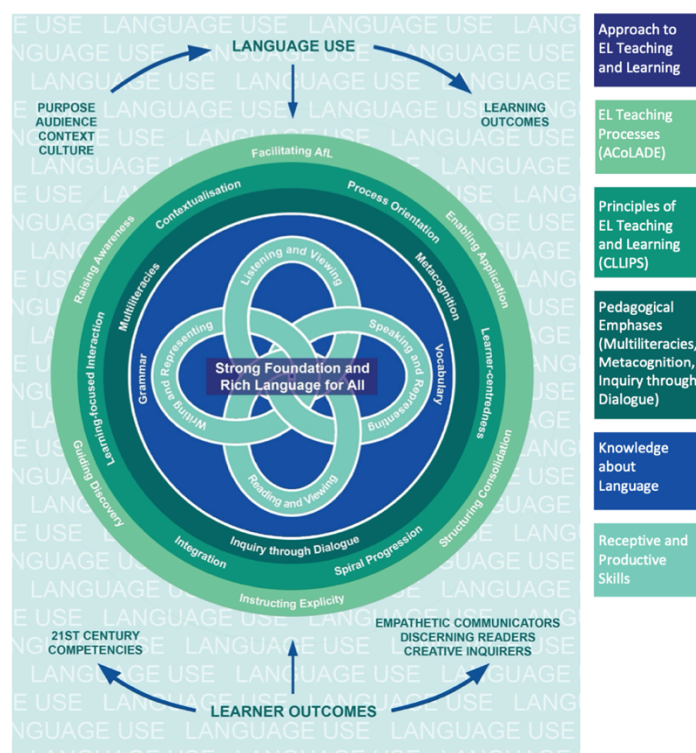 LANGUAGE USE
PURPOSE
AUDIENCE
CONTEXT
CULTURE
LEARNING
OUTCOMES
Facilitating AfL
Enabling Application
Structuring Consolidation
Instructing Explicity
Guiding Discovery
Raising Awareness
Contextualisation
Process Orientation
Learner-centredness
Spiral Progression
Integration
Learning-focused Interaction
Multiliteracies
Metacognition
Inquiry through Dialogue
Grammar
Vocabulary
Listening and Viewing
Speaking and Representing
Reading and Viewing
Writing and Representing
Strong Foundation and
Rich Language for All
21ST CENTURY
COMPETENCIES
EMPATHETIC COMMUNICATORS
DISCERNING READERS
CREATIVE INQUIRERS
LEARNER OUTCOMES
Approach to
EL Teaching
and Learning
EL Teaching
Processes
(ACoLADE)
Principles of
EL Teaching
and Learning
(CLLIPS)
Pedagogical
Emphases
(Multiliteracies,
Metacognition,
Inquiry through
Dialogue)
Knowledge
about
Language
Receptive and
Productive
Skills